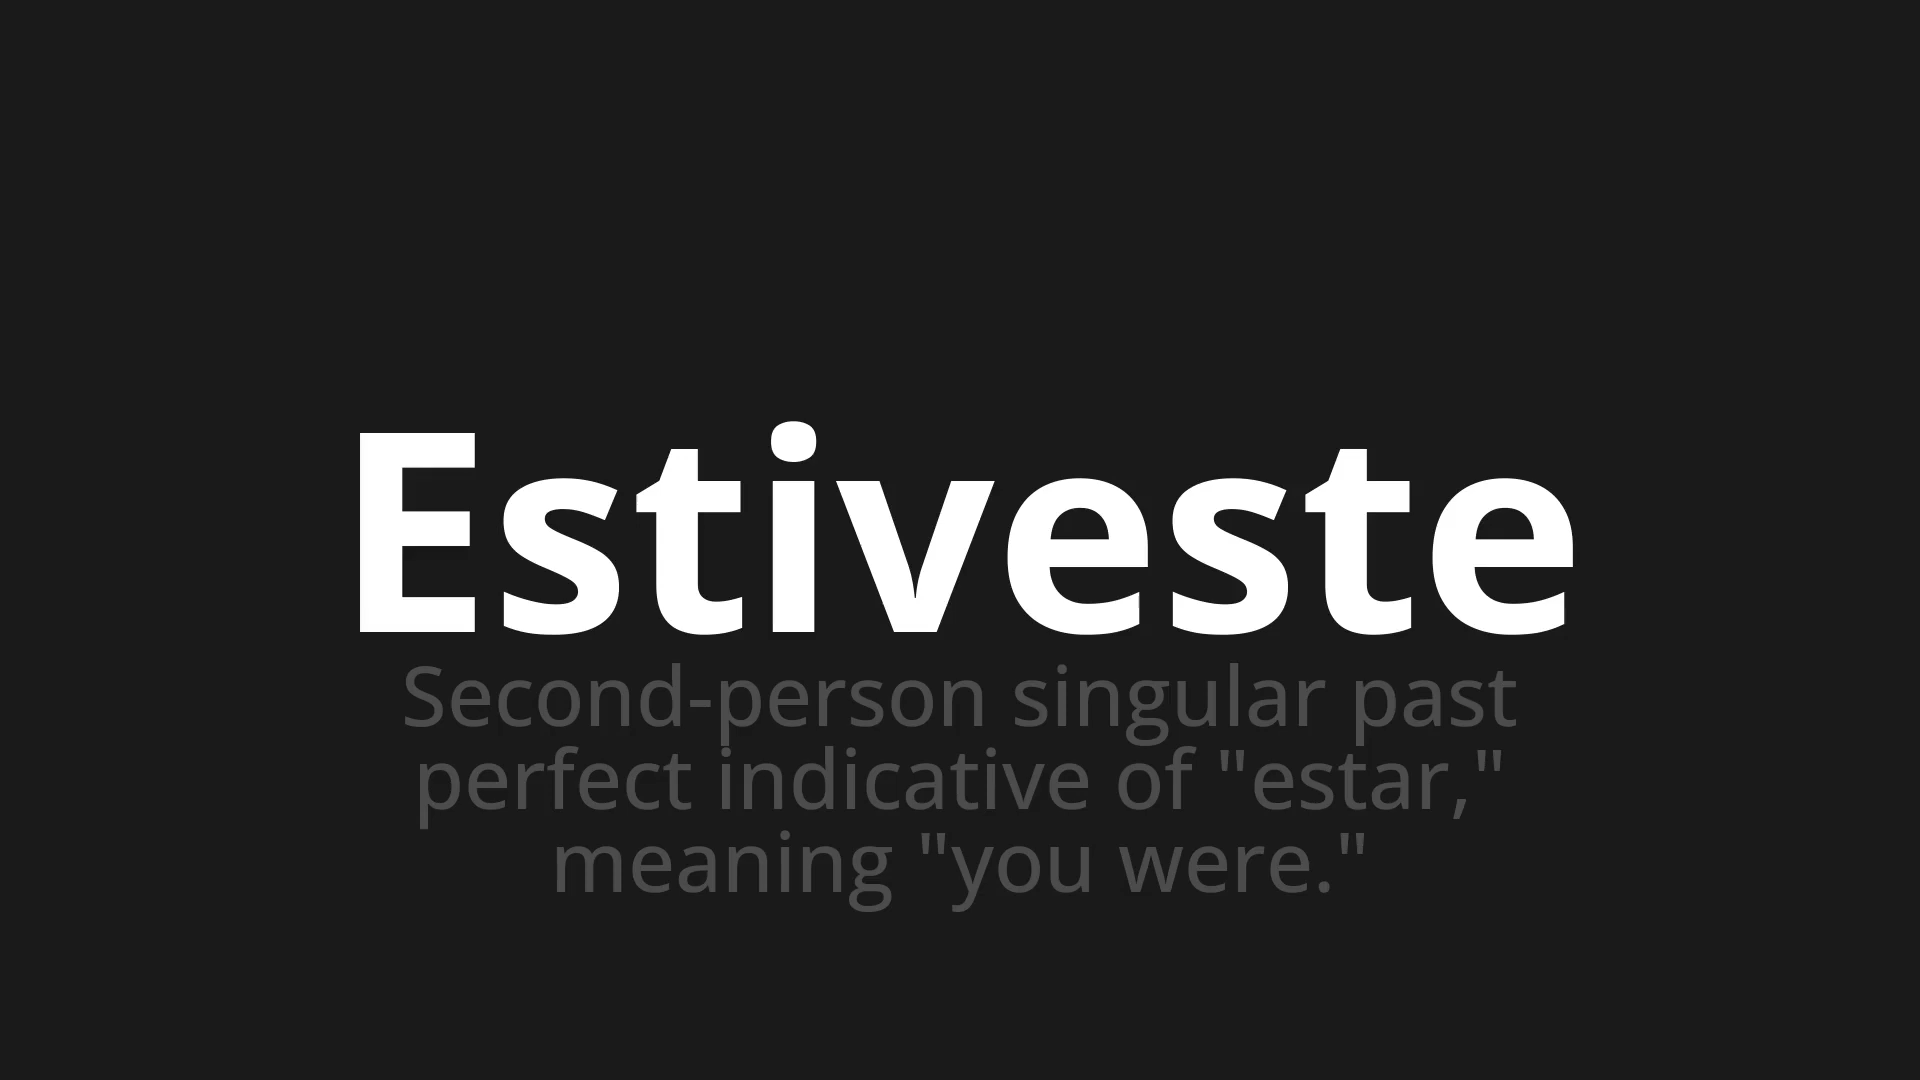 Estiveste
Second-person singular past
perfect indicative of "estar,"
meaning "you were."